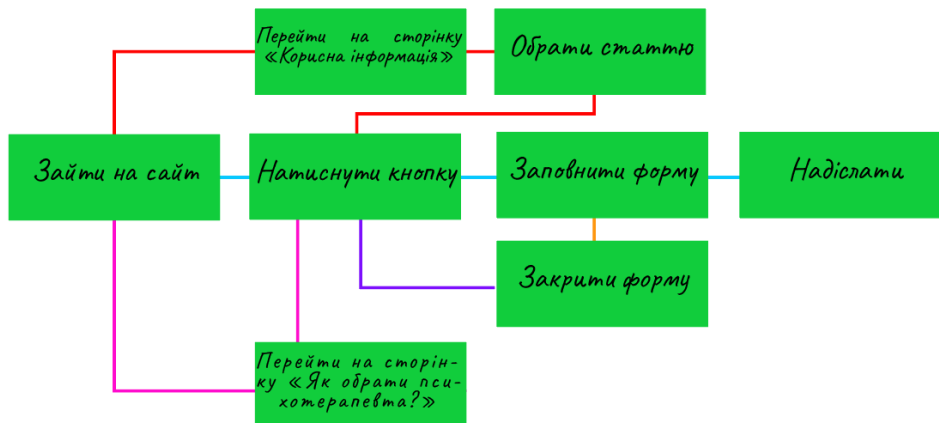 Перейти на сторінку
«Корисна інформація»
Обрати статтю
Зайти на сайт
Натиснути кнопку
Заповнити форму
Надіслати
Закрити форму
Перейти на сторін-
ку «Як обрати пси-
хотерапевта?»